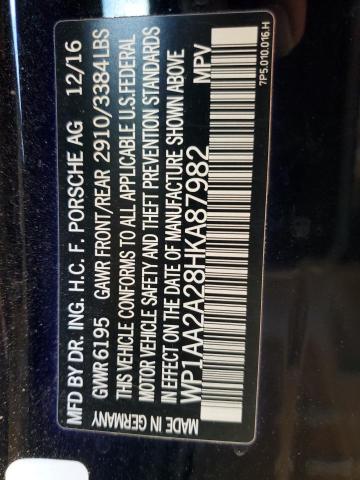 MFD BY DR. ING. H.C. F. PORSCHE AG 12/16
GWR 6195 GAWR FRONT/REAR 2910/3384 LBS
THIS VEHICLE CONFORMS TO ALL APPLICABLE U.S. FEDERAL
MOTOR VEHICLE SAFETY AND THEFT PREVENTION STANDARDS
IN EFFECT ON THE DATE OF MANUFACTURE SHOWN ABOVE
WP1AA2A28HKA87982 MPV
MADE IN GERMANY
7P5.010.016.H